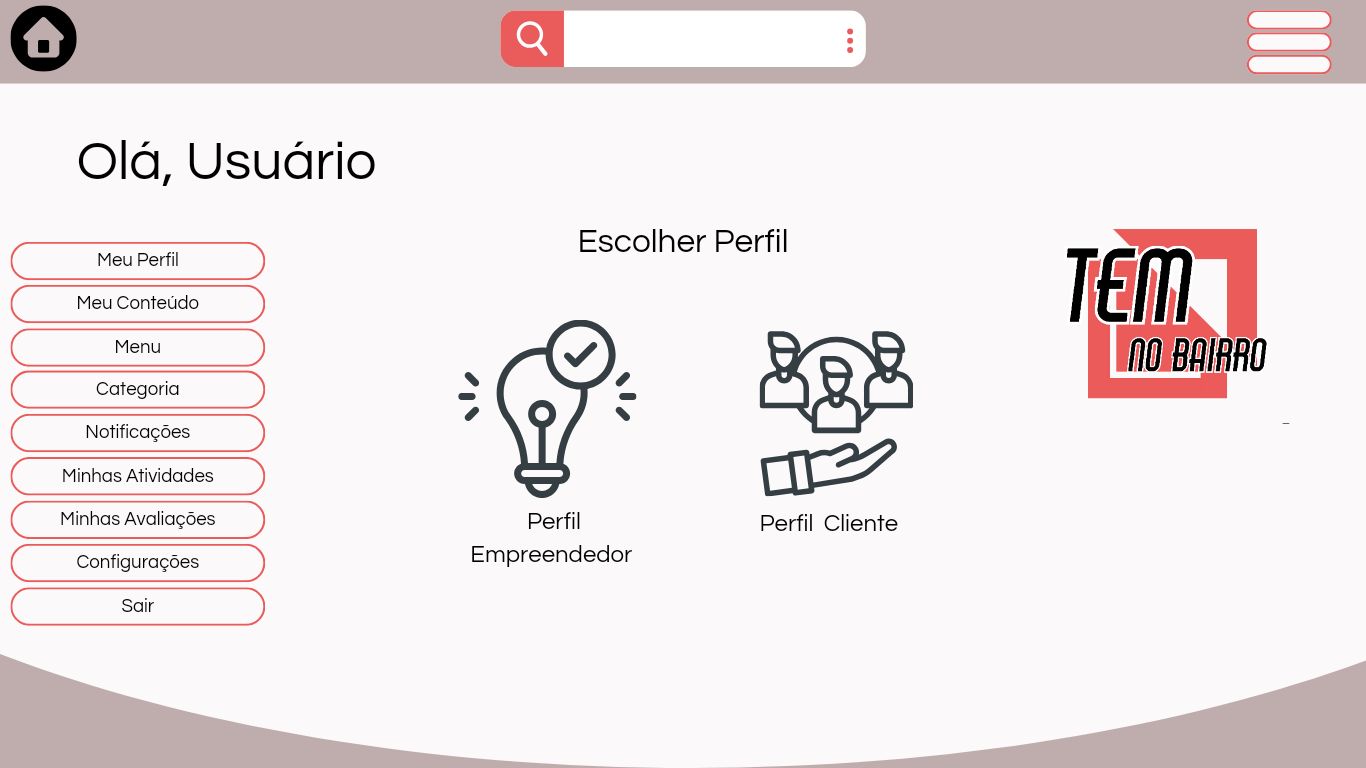 Olá, Usuário
Escolher Perfil
Meu Perfil
Meu Conteúdo
Menu
Categoria
Notificações
Minhas Atividades
Minhas Avaliações
Configurações
Sair
Perfil
Empreendedor
Perfil Cliente
TEM
NO BAIRRO